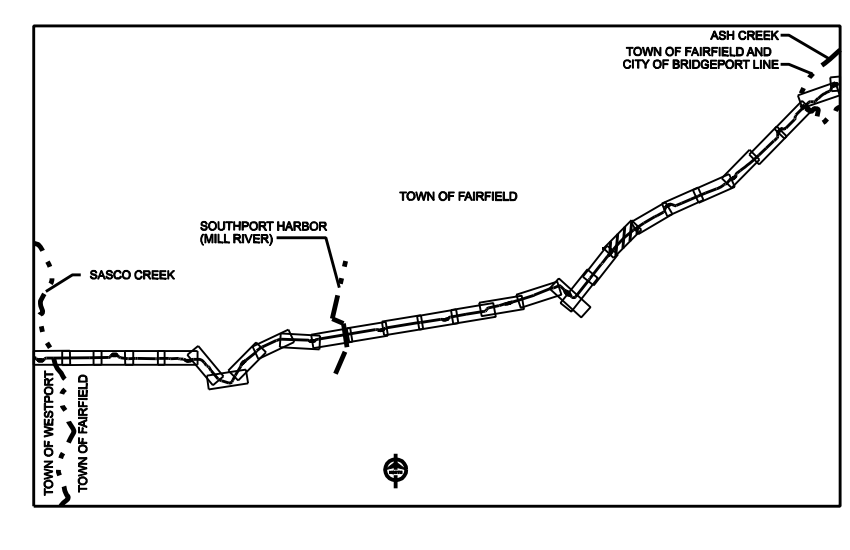 ASH CREEK
TOWN OF FAIRFIELD AND
CITY OF BRIDGEPORT LINE
TOWN OF FAIRFIELD
SOUTHPORT HARBOR
(MILL RIVER)
SASCO CREEK
TOWN OF WESTPORT
TOWN OF FAIRFIELD